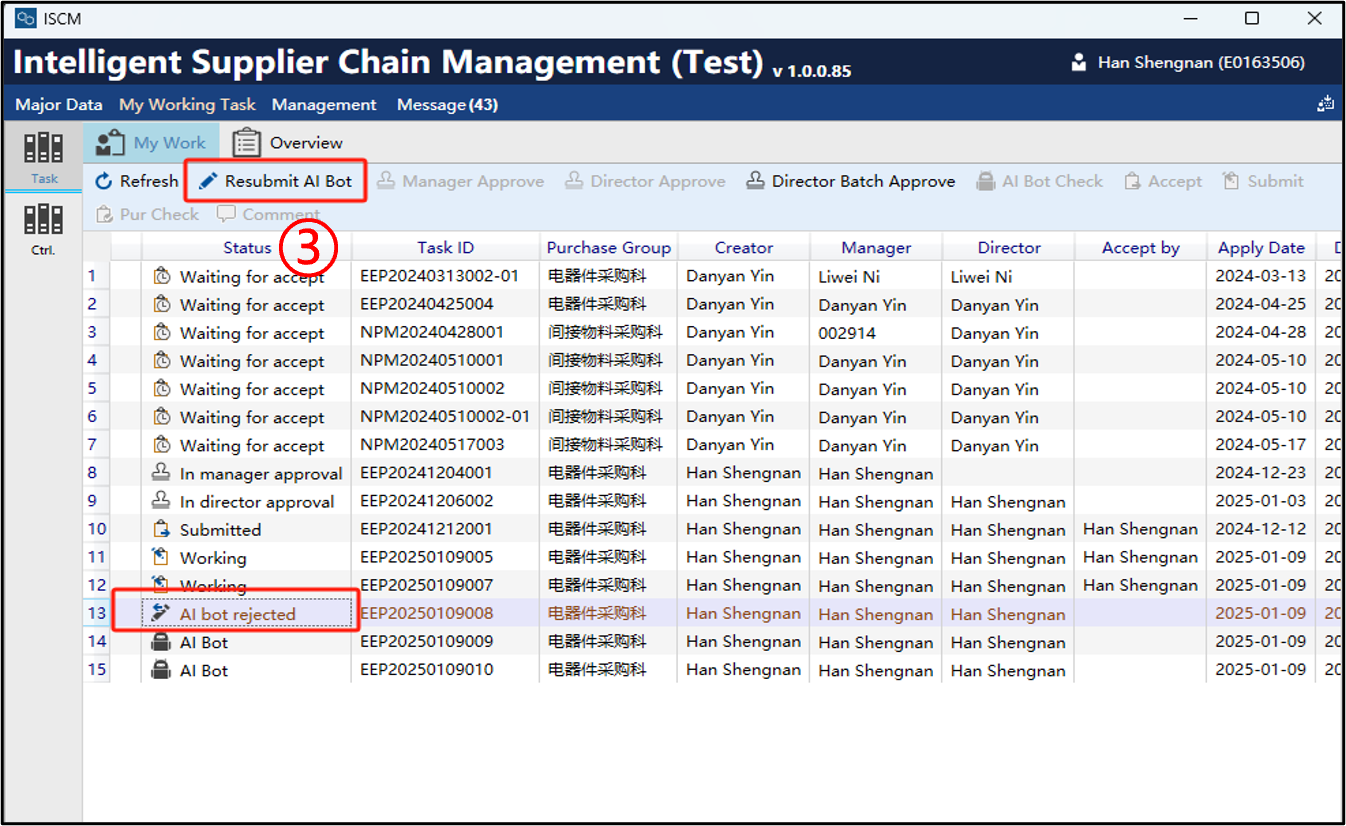 ISCM
Intelligent Supplier Chain Management (Test) v 1.0.0.85
Han Shengnan (E0163506)
Major Data My Working Task Management Message(43)
Task
Ctrl.
My Work Overview
Refresh Resubmit AI Bot Manager Approve Director Approve Director Batch Approve AI Bot Check Accept Submit
Pur Check Comment
③
Status Task ID Purchase Group Creator Manager Director Accept by Apply Date
1 Waiting for accept EEP20240313002-01 电器件采购科 Danyan Yin Liwei Ni Liwei Ni 2024-03-13 20
2 Waiting for accept EEP20240425004 电器件采购科 Danyan Yin Danyan Yin Danyan Yin 2024-04-25 20
3 Waiting for accept NPM20240428001 间接物料采购科 Danyan Yin 002914 Danyan Yin 2024-04-28 20
4 Waiting for accept NPM20240510001 间接物料采购科 Danyan Yin Danyan Yin Danyan Yin 2024-05-10 20
5 Waiting for accept NPM20240510002 间接物料采购科 Danyan Yin Danyan Yin Danyan Yin 2024-05-10 20
6 Waiting for accept NPM20240510002-01 间接物料采购科 Danyan Yin Danyan Yin Danyan Yin 2024-05-10 20
7 Waiting for accept NPM20240517003 间接物料采购科 Danyan Yin Danyan Yin Danyan Yin 2024-05-17 20
8 In manager approval EEP20241204001 电器件采购科 Han Shengnan Han Shengnan 2024-12-23 20
9 In director approval EEP20241206002 电器件采购科 Han Shengnan Han Shengnan Han Shengnan 2025-01-03 20
10 Submitted EEP20241212001 电器件采购科 Han Shengnan Han Shengnan Han Shengnan Han Shengnan 2024-12-12 20
11 Working EEP20250109005 电器件采购科 Han Shengnan Han Shengnan Han Shengnan Han Shengnan 2025-01-09 20
12 Working EEP20250109007 电器件采购科 Han Shengnan Han Shengnan Han Shengnan Han Shengnan 2025-01-09 20
13 AI bot rejected EEP20250109008 电器件采购科 Han Shengnan Han Shengnan Han Shengnan 2025-01-09 20
14 AI Bot EEP20250109009 电器件采购科 Han Shengnan Han Shengnan Han Shengnan 2025-01-09 20
15 AI Bot EEP20250109010 电器件采购科 Han Shengnan Han Shengnan Han Shengnan 2025-01-09 20